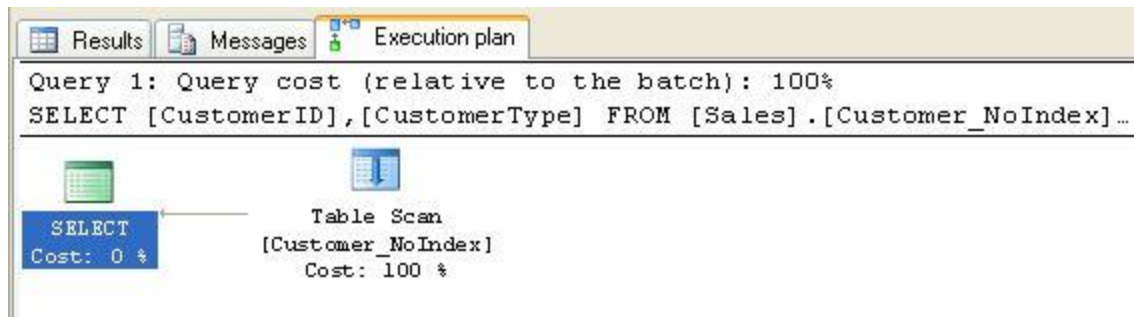 Results Messages Execution plan
Query 1: Query cost (relative to the batch): 100%
SELECT [CustomerID],[CustomerType] FROM [Sales].[Customer_NoIndex]…
SELECT
Cost: 0 %
Table Scan
[Customer_NoIndex]
Cost: 100 %